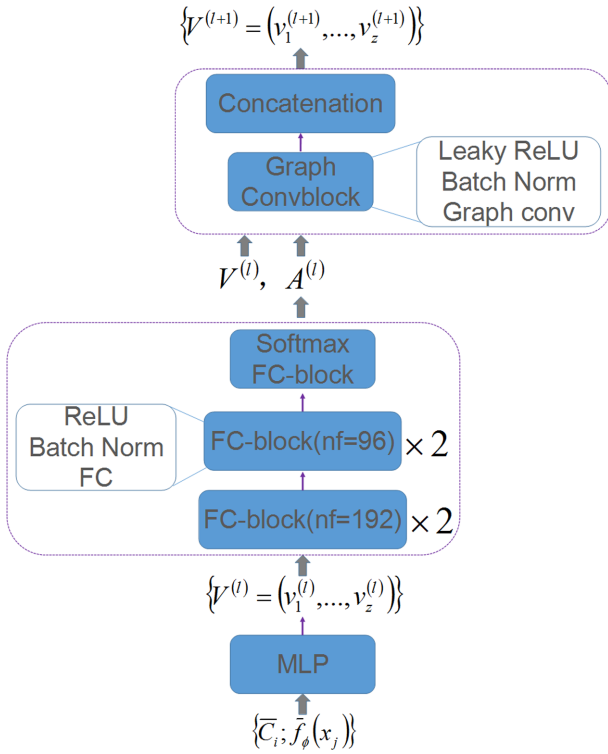 {V^(l+1) = (v_1^(l+1),...,v_z^(l+1))}
Concatenation
Graph
Convblock
Leaky ReLU
Batch Norm
Graph conv
V^(l), A^(l)
Softmax
FC-block
ReLU
Batch Norm
FC
FC-block(nf=96) ×2
FC-block(nf=192) ×2
{V^(l) = (v_1^(l),...,v_z^(l))}
MLP
{C̅_i; f̄_ϕ(x_j)}